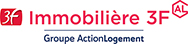 3F Immobilière 3F
AL
Groupe ActionLogement